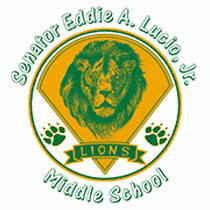 Senator Eddie A. Lucio, Jr.
LIONS
Middle School